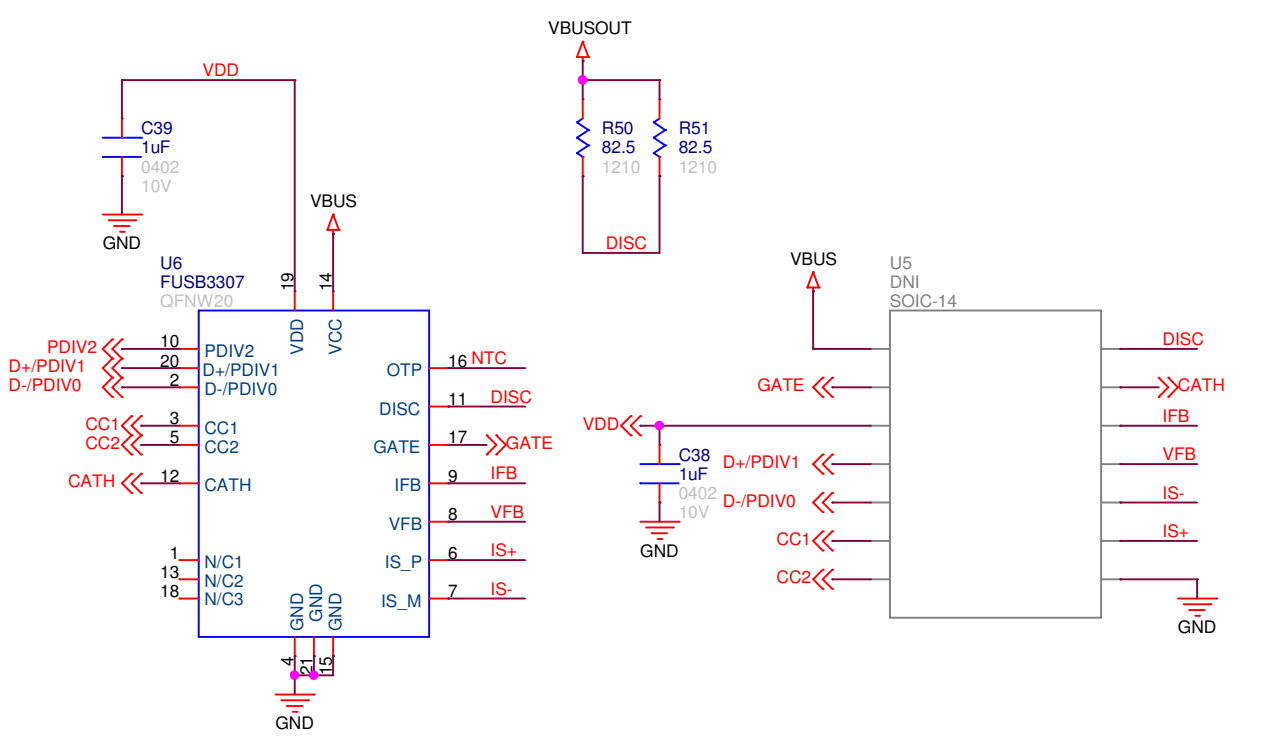 VBUSOUT
VDD
C39
1uF
0402
10V
GND
R50
82.5
1210
R51
82.5
1210
DISC
VBUS
U6
FUSB3307
QFNW20
19
14
VDD
VCC
PDIV2
10
PDIV2
D+/PDIV1
20
D+/PDIV1
D-/PDIV0
2
D-/PDIV0
CC1
3
CC1
CC2
5
CC2
CATH
12
CATH
1
N/C1
13
N/C2
18
N/C3
OTP
16
NTC
DISC
11
DISC
GATE
17
GATE
IFB
9
IFB
VFB
8
VFB
IS_P
6
IS+
IS_M
7
IS-
GND
GND
GND
4
21
15
GND
VBUS
U5
DNI
SOIC-14
GATE
VDD
C38
1uF
0402
10V
GND
D+/PDIV1
D-/PDIV0
CC1
CC2
DISC
CATH
IFB
VFB
IS-
IS+
GND